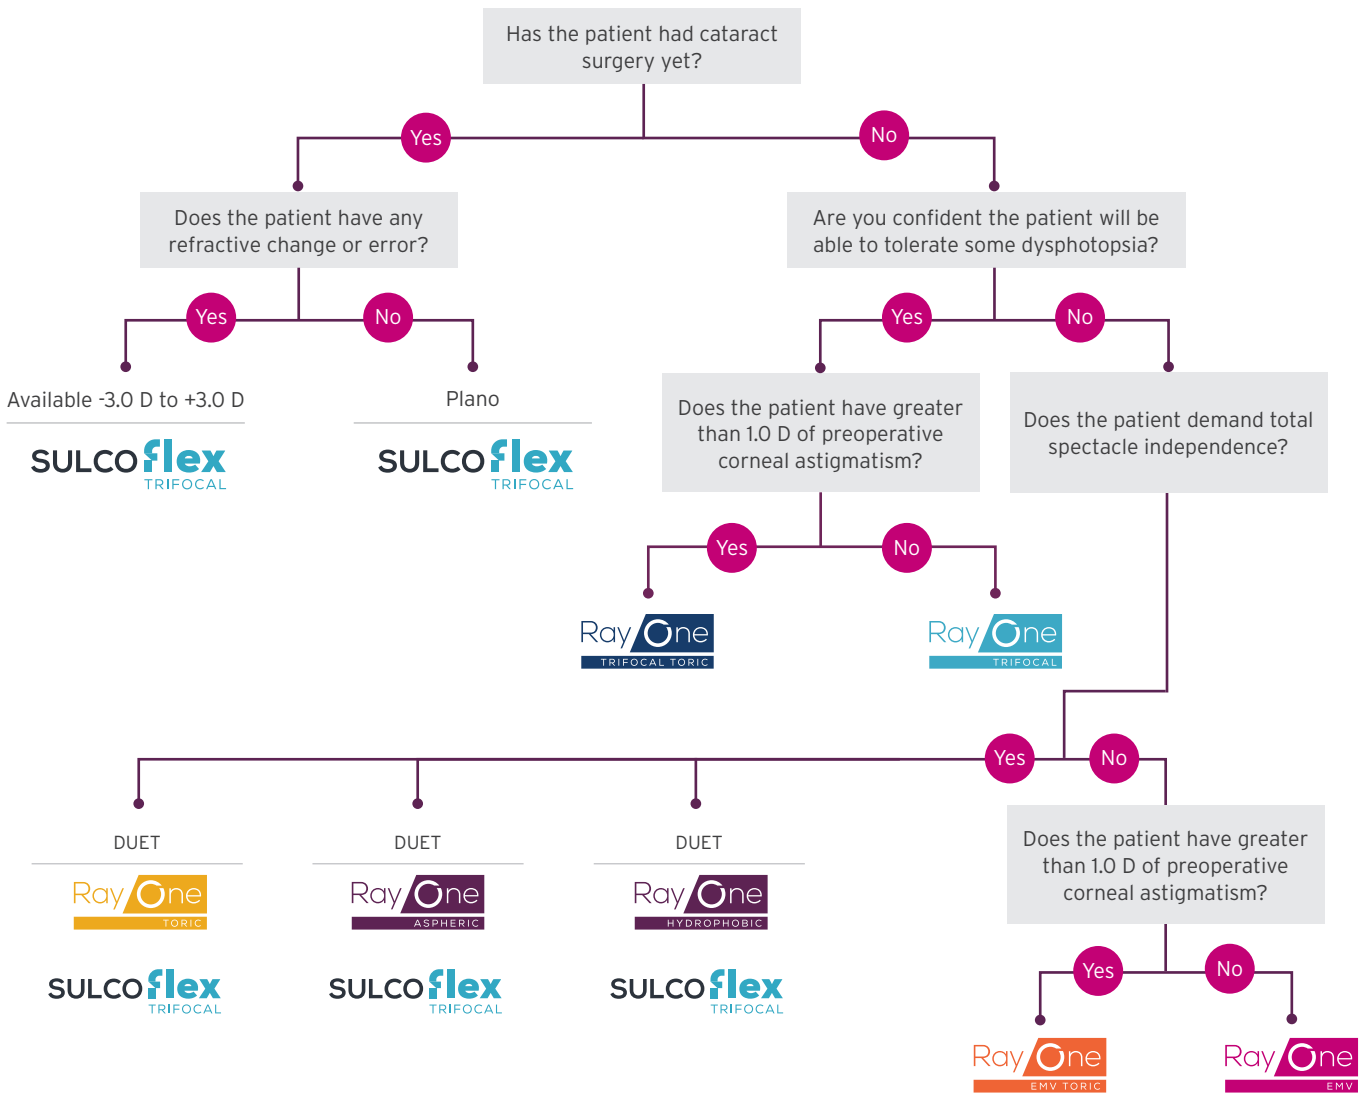 Has the patient had cataract
surgery yet?
Yes
No
Does the patient have any
refractive change or error?
Are you confident the patient will be
able to tolerate some dysphotopsia?
Yes
No
Yes
No
Available -3.0 D to +3.0 D
SULCOflex
TRIFOCAL
Plano
SULCOflex
TRIFOCAL
Does the patient have greater
than 1.0 D of preoperative
corneal astigmatism?
Does the patient demand total
spectacle independence?
Yes
No
RayOne
TRIFOCAL TORIC
RayOne
TRIFOCAL
Yes
No
DUET
RayOne
TORIC
SULCOflex
TRIFOCAL
DUET
RayOne
ASPHERIC
SULCOflex
TRIFOCAL
DUET
RayOne
HYDROPHOBIC
SULCOflex
TRIFOCAL
Does the patient have greater
than 1.0 D of preoperative
corneal astigmatism?
Yes
No
RayOne
EMV TORIC
RayOne
EMV